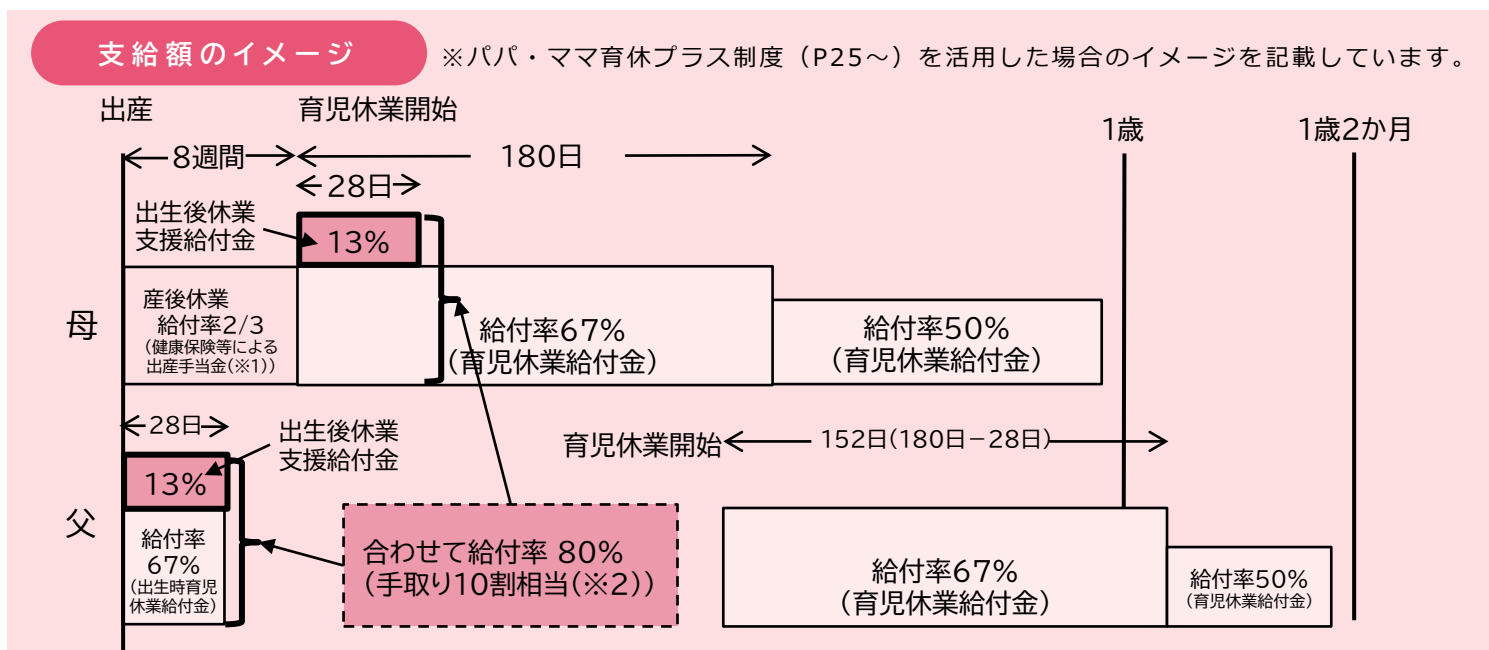 支給額のイメージ
※パパ・ママ育休プラス制度（P25～）を活用した場合のイメージを記載しています。
出産
育児休業開始
1歳
1歳2か月
8週間
180日
28日
出生後休業
支援給付金
13%
母
産後休業
給付率2/3
(健康保険等による
出産手当金(※1))
給付率67%
(育児休業給付金)
給付率50%
(育児休業給付金)
28日
出生後休業
支援給付金
育児休業開始
152日(180日－28日)
13%
父
給付率
67%
(出生時育児
休業給付金)
合わせて給付率 80%
(手取り10割相当(※2))
給付率67%
(育児休業給付金)
給付率50%
(育児休業給付金)